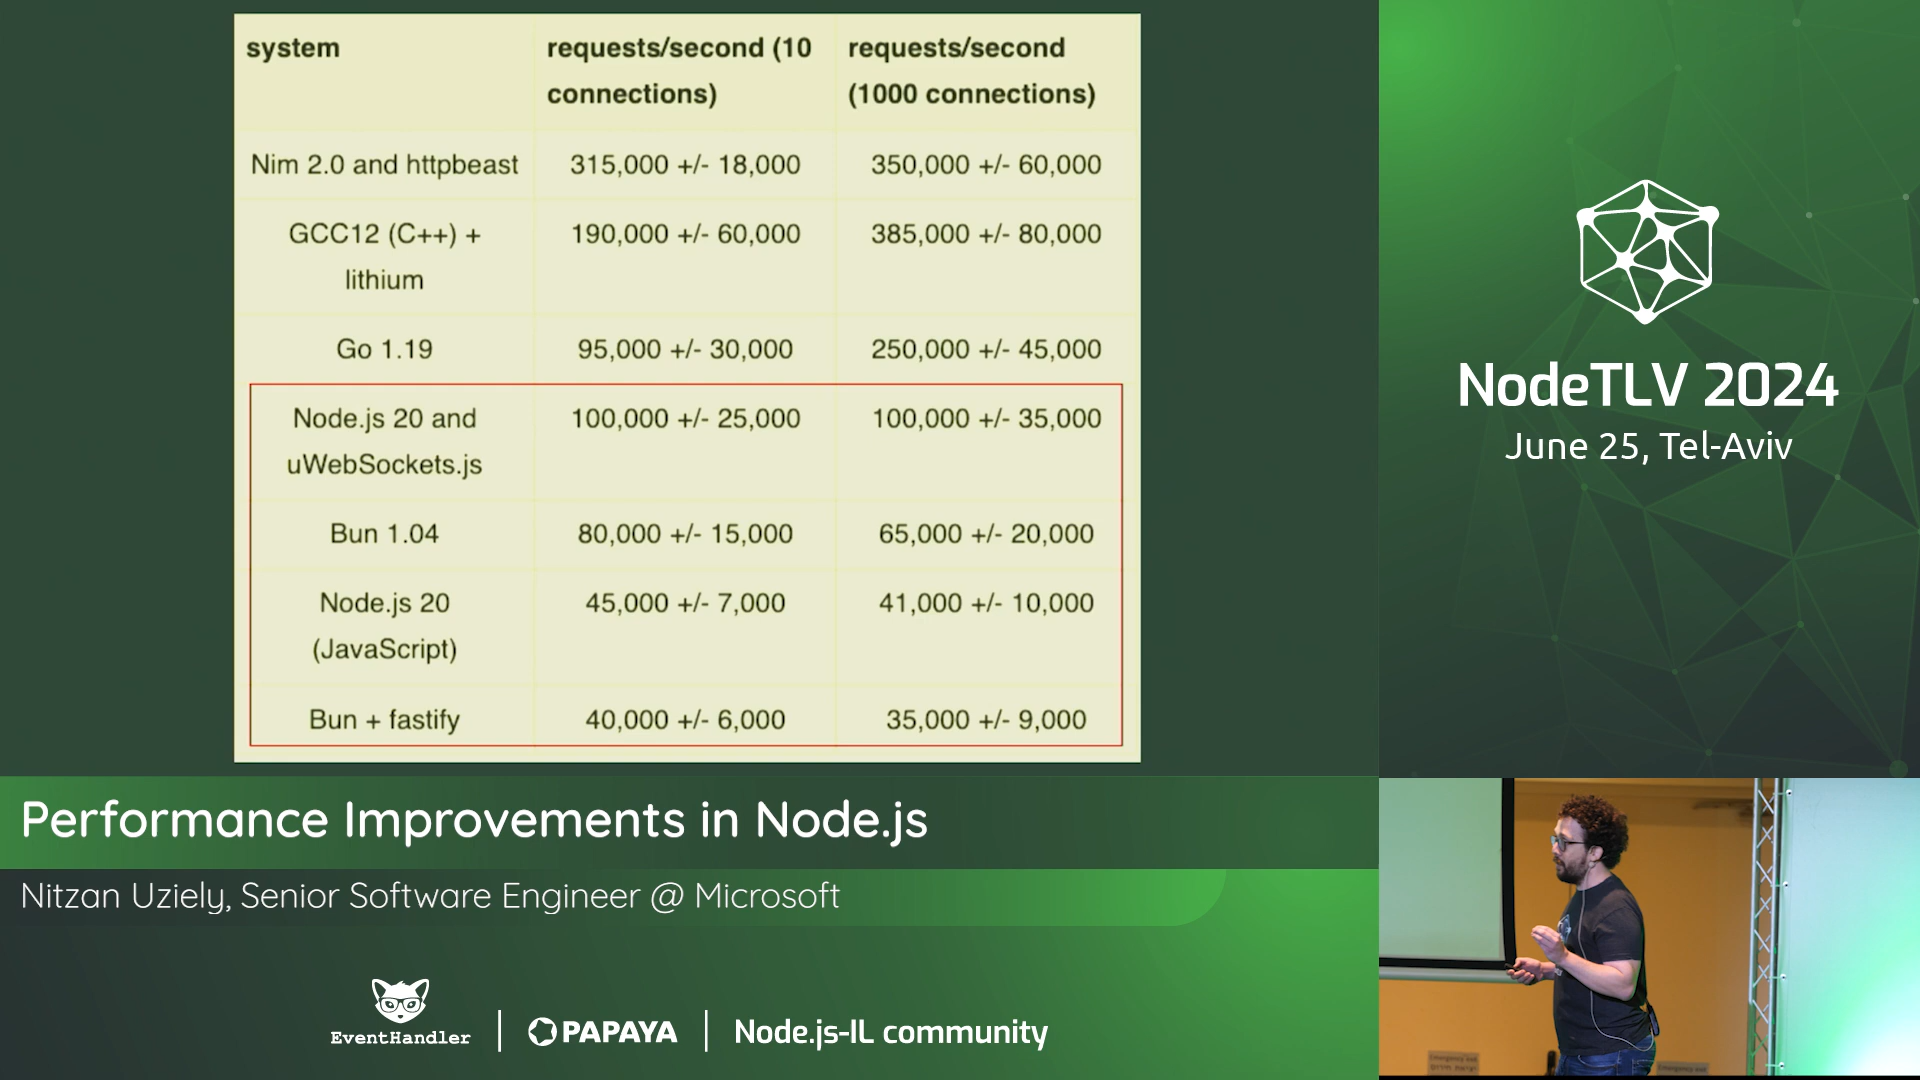 system requests/second (10 connections) requests/second (1000 connections)
Nim 2.0 and httpbeast 315,000 +/- 18,000 350,000 +/- 60,000
GCC12 (C++) + lithium 190,000 +/- 60,000 385,000 +/- 80,000
Go 1.19 95,000 +/- 30,000 250,000 +/- 45,000
Node.js 20 and uWebSockets.js 100,000 +/- 25,000 100,000 +/- 35,000
Bun 1.04 80,000 +/- 15,000 65,000 +/- 20,000
Node.js 20 (JavaScript) 45,000 +/- 7,000 41,000 +/- 10,000
Bun + fastify 40,000 +/- 6,000 35,000 +/- 9,000
NodeTLV 2024
June 25, Tel-Aviv
Performance Improvements in Node.js
Nitzan Uziely, Senior Software Engineer @ Microsoft
EventHandler
PAPAYA
Node.js-IL community